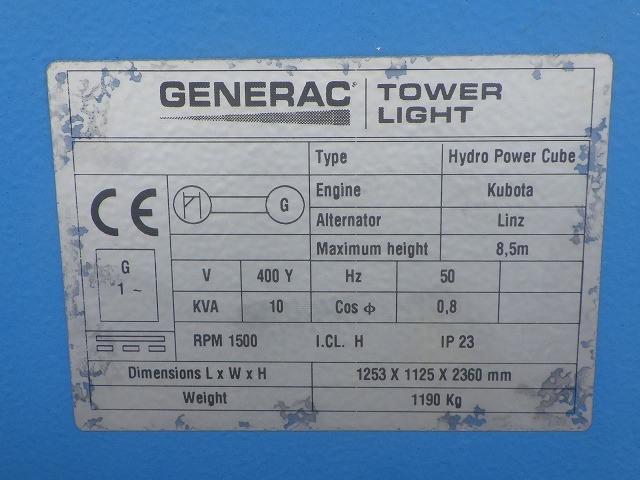 GENERAC® TOWER LIGHT
Type Hydro Power Cube
Engine Kubota
Alternator Linz
Maximum height 8,5m
CE
G
G
1 ~
V 400 Y Hz 50
KVA 10 Cos ϕ 0,8
RPM 1500 I.CL. H IP 23
Dimensions L x W x H 1253 X 1125 X 2360 mm
Weight 1190 Kg